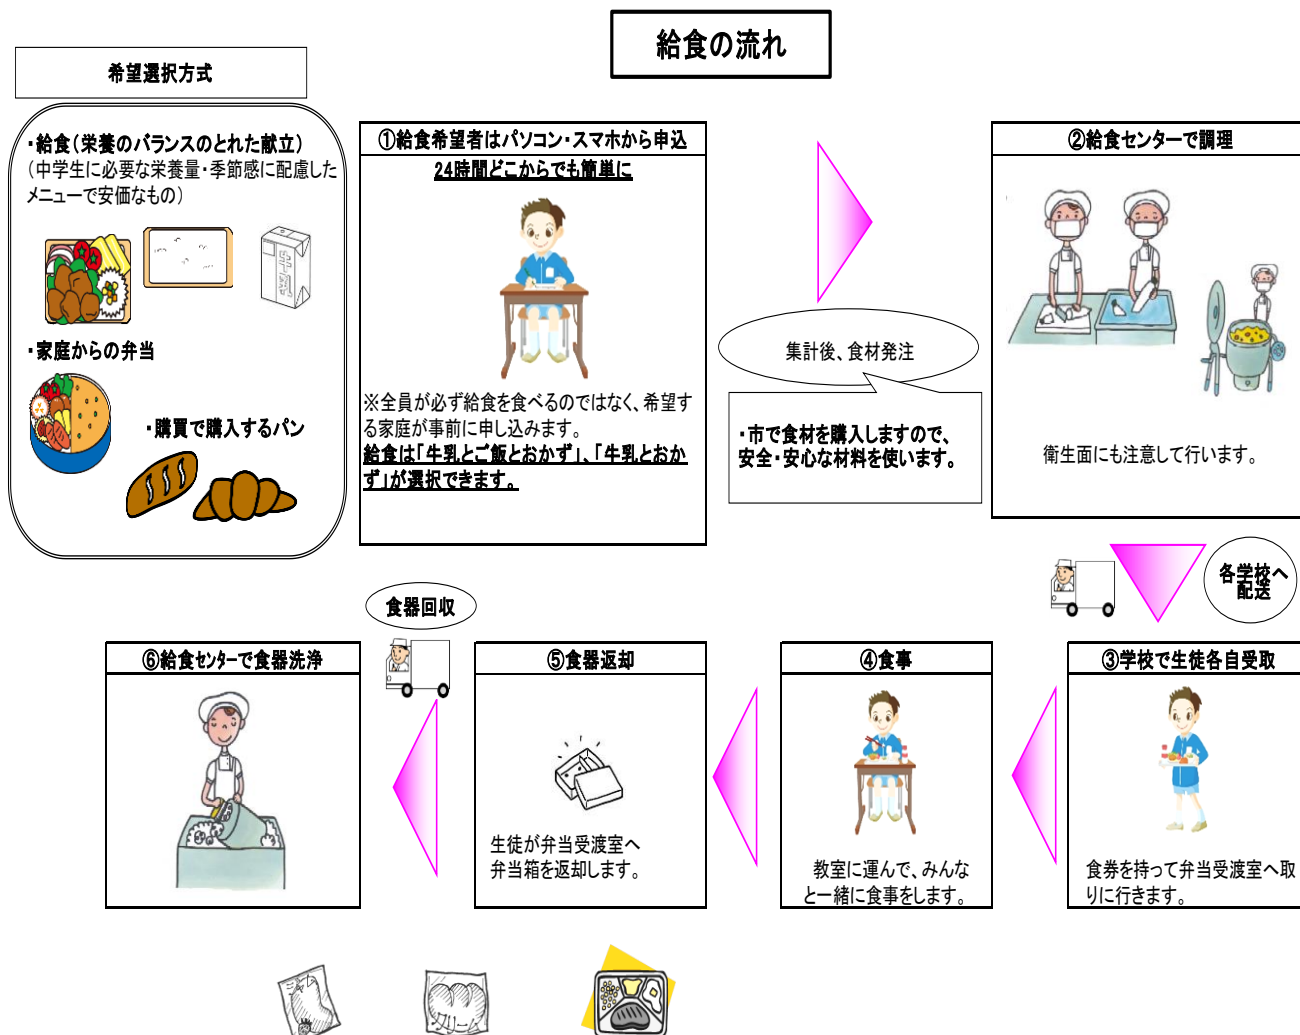 給食の流れ
希望選択方式
・給食(栄養のバランスのとれた献立)
(中学生に必要な栄養量・季節感に配慮した
メニューで安価なもの)
牛乳
・家庭からの弁当
・購買で購入するパン
①給食希望者はパソコン・スマホから申込
24時間どこからでも簡単に
※全員が必ず給食を食べるのではなく、希望す
る家庭が事前に申し込みます。
給食は「牛乳とご飯とおかず」、「牛乳とおか
ず」が選択できます。
集計後、食材発注
・市で食材を購入しますので、
安全・安心な材料を使います。
②給食センターで調理
衛生面にも注意して行います。
各学校へ
配送
③学校で生徒各自受取
食券を持って弁当受渡室へ取
りに行きます。
④食事
教室に運んで、みんな
と一緒に食事をします。
⑤食器返却
生徒が弁当受渡室へ
弁当箱を返却します。
食器回収
⑥給食センターで食器洗浄
ジャム